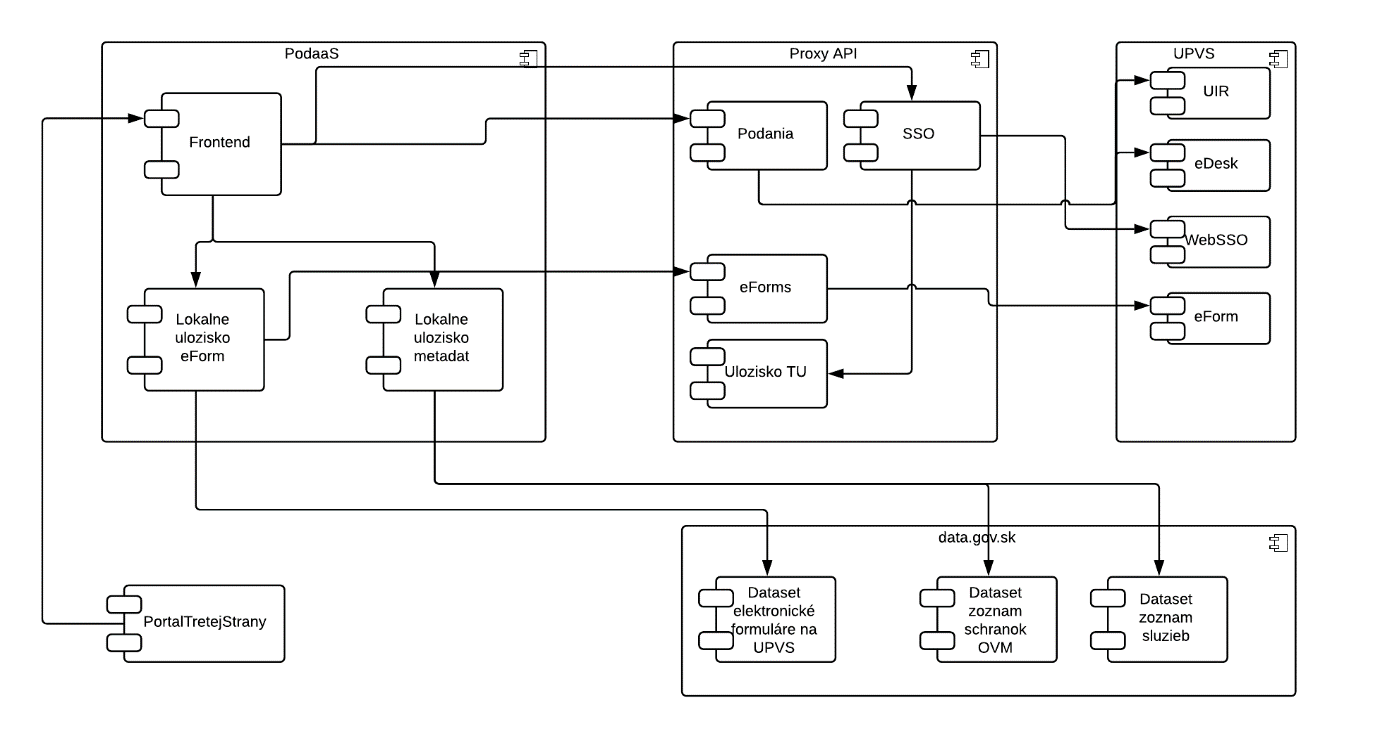 PodaaS
Proxy API
UPVS
Frontend
Podania
SSO
UIR
eDesk
WebSSO
eForm
Lokalne
ulozisko
eForm
Lokalne
ulozisko
metadat
eForms
Ulozisko TU
data.gov.sk
PortalTretejStrany
Dataset
elektronické
formuláre na
UPVS
Dataset
zoznam
schranok
OVM
Dataset
zoznam
sluzieb